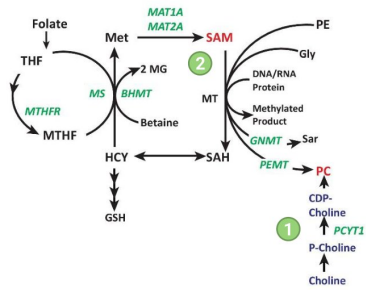 Folate
THF
MTHFR
MTHF
Met
MAT1A
MAT2A
SAM
MS
BHMT
2 MG
Betaine
HCY
GSH
SAH
2
MT
PE
Gly
DNA/RNA
Protein
Methylated
Product
GNMT
Sar
PEMT
PC
CDP-
Choline
1
PCYT1
P-Choline
Choline